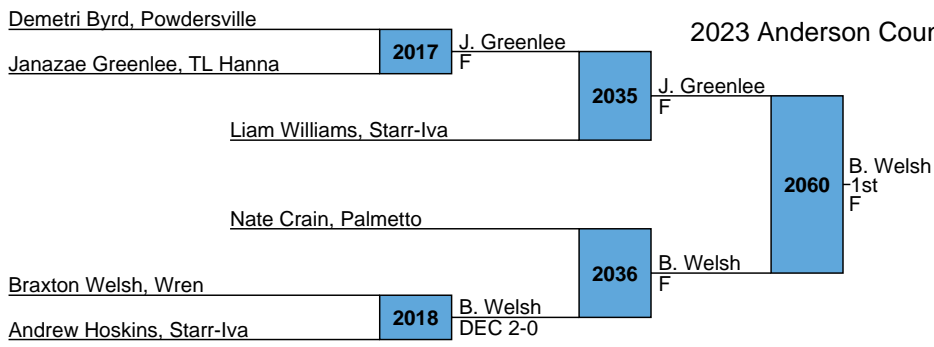 Demetri Byrd, Powdersville
2023 Anderson Cour
2017
J. Greenlee
F
Janazae Greenlee, TL Hanna
2035
J. Greenlee
F
Liam Williams, Starr-Iva
2060
B. Welsh
1st
F
Nate Crain, Palmetto
2036
B. Welsh
F
Braxton Welsh, Wren
2018
B. Welsh
DEC 2-0
Andrew Hoskins, Starr-Iva